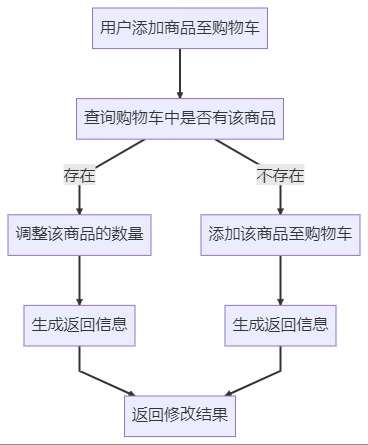 用户添加商品至购物车
查询购物车中是否有该商品
存在
不存在
调整该商品的数量
添加该商品至购物车
生成返回信息
生成返回信息
返回修改结果